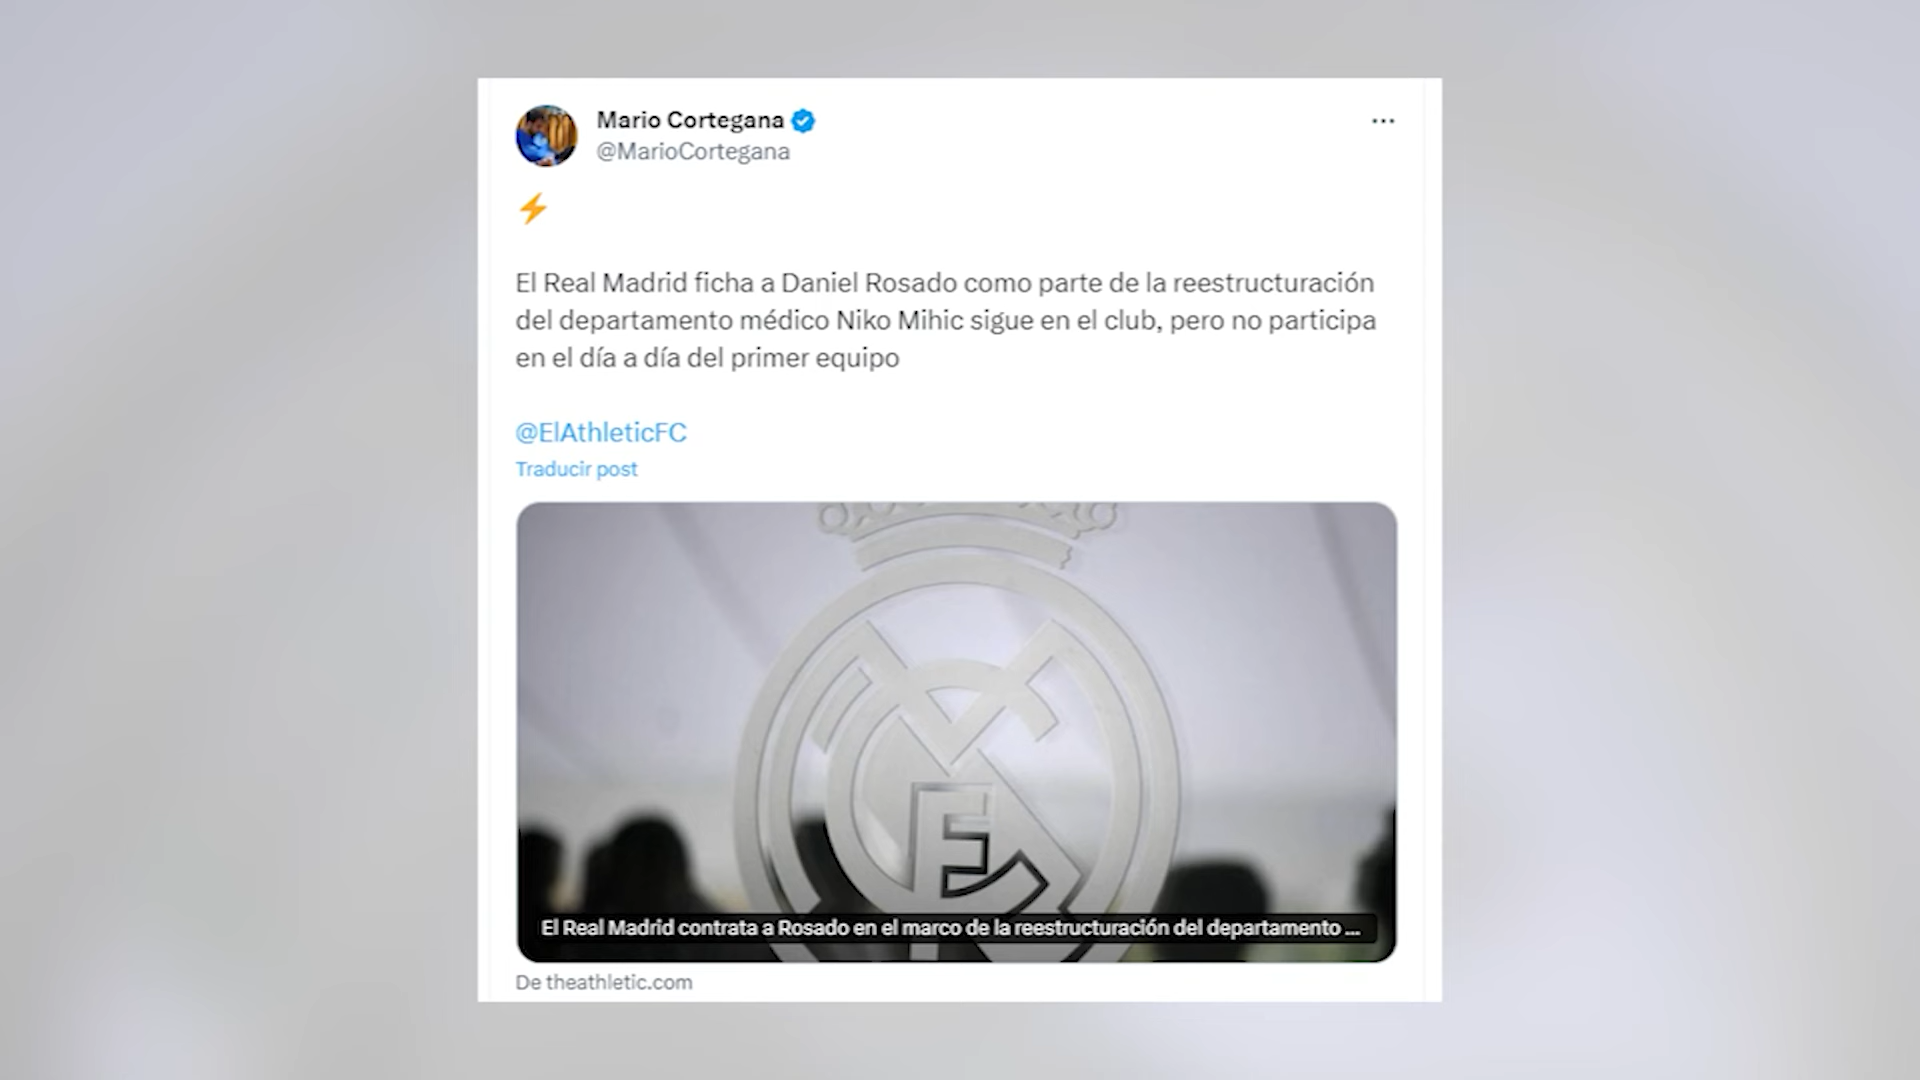 Mario Cortegana
@MarioCortegana
⚡
El Real Madrid ficha a Daniel Rosado como parte de la reestructuración
del departamento médico Niko Mihic sigue en el club, pero no participa
en el día a día del primer equipo
@ElAthleticFC
Traducir post
El Real Madrid contrata a Rosado en el marco de la reestructuración del departamento ...
De theathletic.com